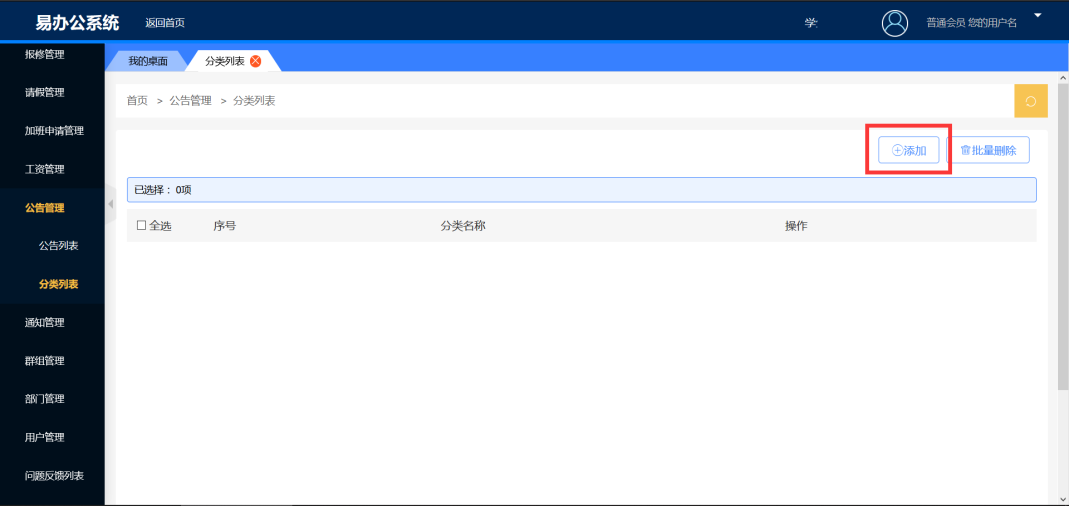 易办公系统 返回首页 学: 普通会员 您的用户名
报修管理
请假管理
加班申请管理
工资管理
公告管理
公告列表
分类列表
通知管理
群组管理
部门管理
用户管理
问题反馈列表
我的桌面 分类列表
首页 > 公告管理 > 分类列表
添加 批量删除
已选择：0项
全选 序号 分类名称 操作